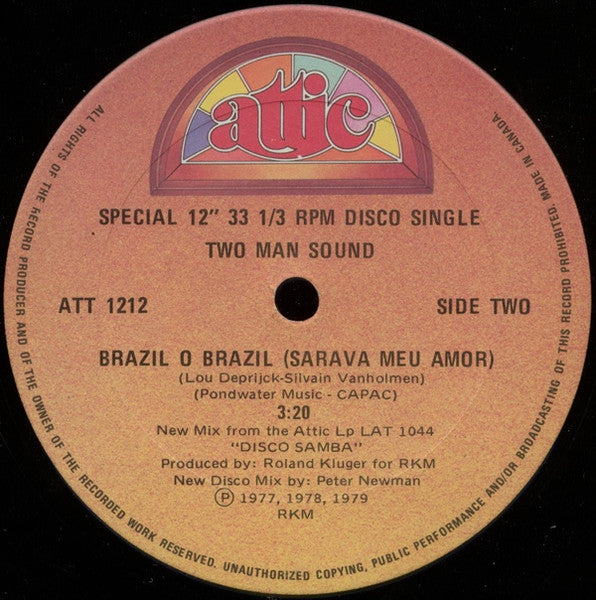 attic
SPECIAL 12" 33 1/3 RPM DISCO SINGLE
TWO MAN SOUND
ATT 1212
SIDE TWO
BRAZIL O BRAZIL (SARAVA MEU AMOR)
(Lou Deprijck-Silvain Vanholmen)
(Pondwater Music - CAPAC)
3:20
New Mix from the Attic Lp LAT 1044
"DISCO SAMBA"
Produced by: Roland Kluger for RKM
New Disco Mix by: Peter Newman
Ⓟ 1977, 1978, 1979
RKM
ALL RIGHTS OF THE RECORD PRODUCER AND OF THE OWNER OF THE RECORDED WORK RESERVED. UNAUTHORIZED COPYING, PUBLIC PERFORMANCE AND/OR BROADCASTING OF THIS RECORD PROHIBITED. MADE IN CANADA.